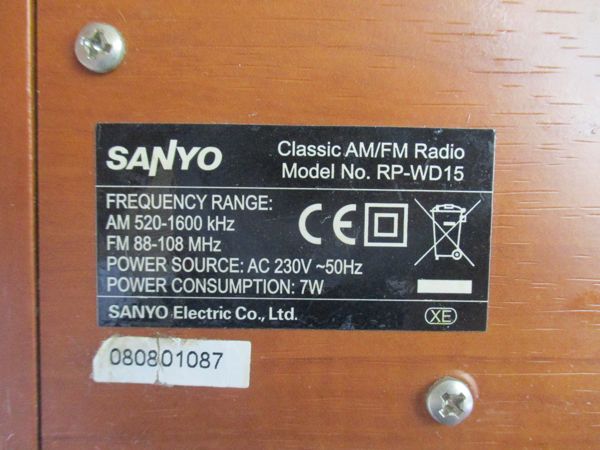 SANYO
Classic AM/FM Radio
Model No. RP-WD15
FREQUENCY RANGE:
AM 520-1600 kHz
FM 88-108 MHz
POWER SOURCE: AC 230V ~50Hz
POWER CONSUMPTION: 7W
CE
SANYO Electric Co., Ltd.
XE
080801087